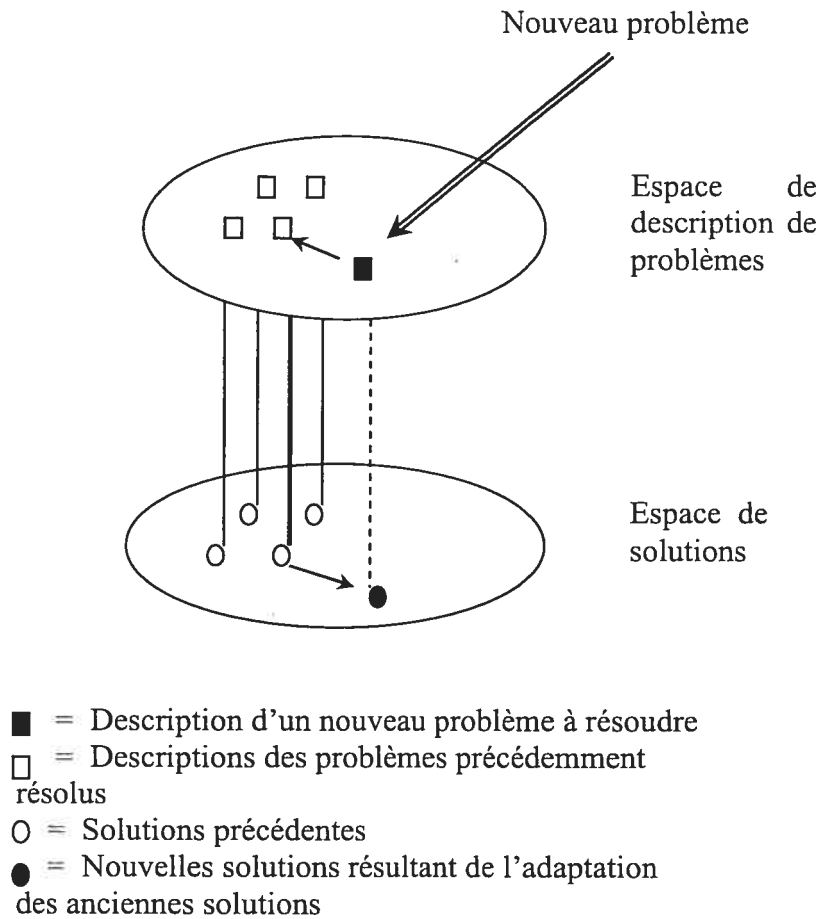 Nouveau problème
Espace de
description de
problèmes
Espace de
solutions
= Description d'un nouveau problème à résoudre
= Descriptions des problèmes précédemment
résolus
= Solutions précédentes
= Nouvelles solutions résultant de l'adaptation
des anciennes solutions